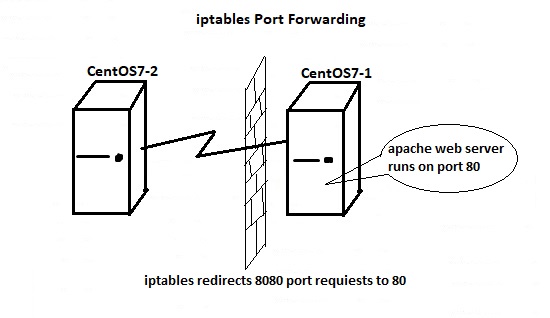 iptables Port Forwarding
CentOS7-2
CentOS7-1
apache web server
runs on port 80
iptables redirects 8080 port requiests to 80